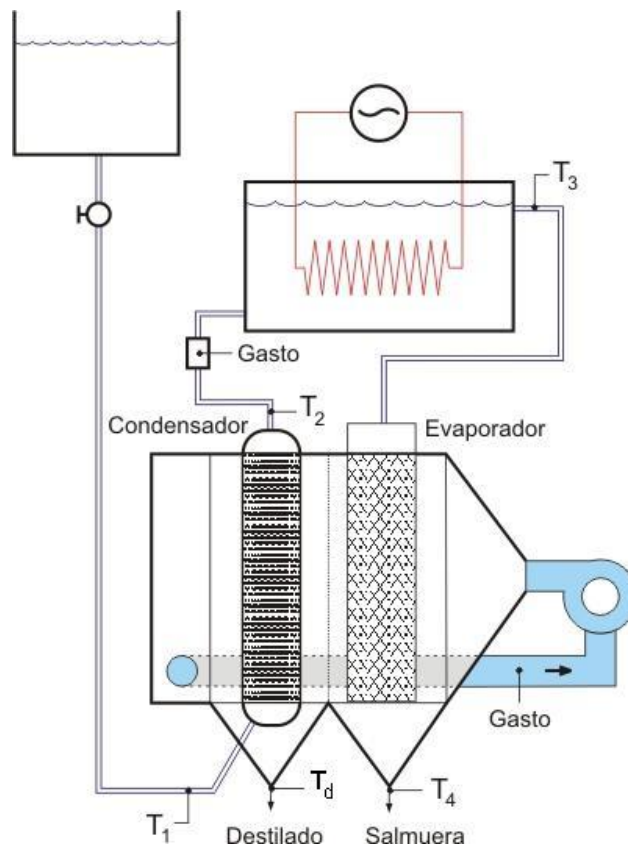 T3
Gasto
T2
Condensador
Evaporador
Gasto
T1
Td
T4
Destilado
Salmuera